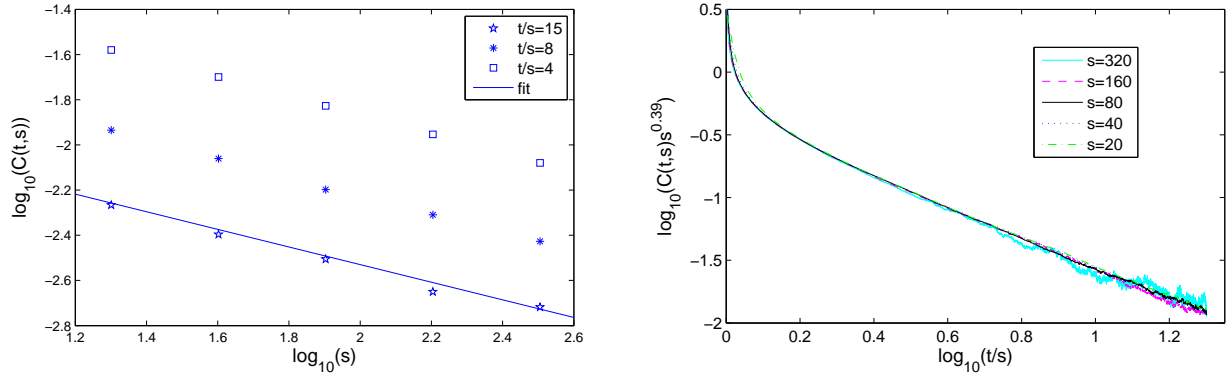 −1.4
−1.6
−1.8
−2
−2.2
−2.4
−2.6
−2.8
log10(C(t,s))
1.2 1.4 1.6 1.8 2 2.2 2.4 2.6
log10(s)
t/s=15
t/s=8
t/s=4
fit
0.5
0
−0.5
−1
−1.5
−2
log10(C(t,s)s^0.39)
0 0.2 0.4 0.6 0.8 1 1.2
log10(t/s)
s=320
s=160
s=80
s=40
s=20